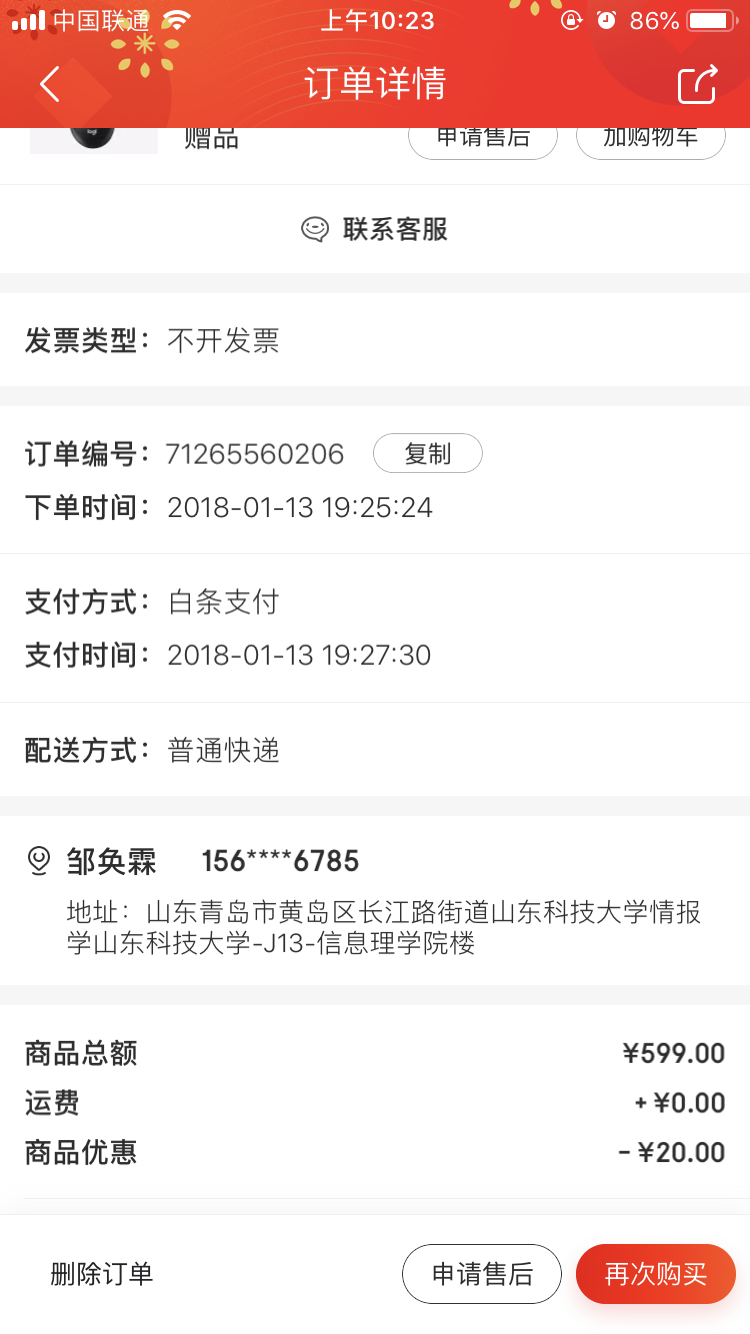 中国联通 上午10:23 86%
订单详情
logi 赠品 申请售后 加购物车
联系客服
发票类型： 不开发票
订单编号： 71265560206 复制
下单时间： 2018-01-13 19:25:24
支付方式： 白条支付
支付时间： 2018-01-13 19:27:30
配送方式： 普通快递
邹奂霖 156****6785
地址：山东青岛市黄岛区长江路街道山东科技大学情报
学山东科技大学-J13-信息理学院楼
商品总额 ¥599.00
运费 + ¥0.00
商品优惠 - ¥20.00
删除订单 申请售后 再次购买